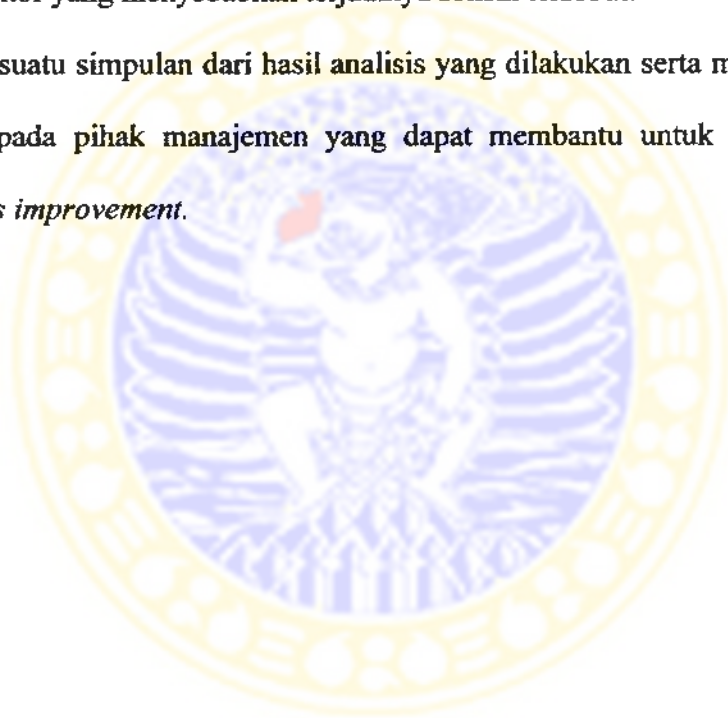 suatu simpulan dari hasil analisis yang dilakukan serta
pada pihak manajemen yang dapat membantu untuk
improvement.